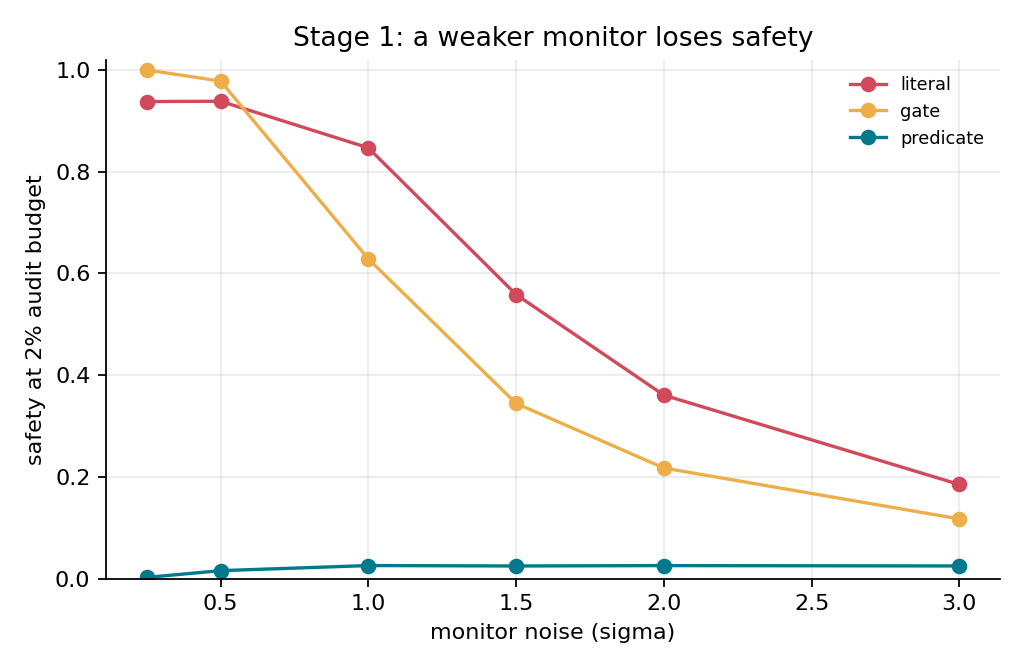 Stage 1: a weaker monitor loses safety
literal
gate
predicate
safety at 2% audit budget
1.0
0.8
0.6
0.4
0.2
0.0
0.5
1.0
1.5
2.0
2.5
3.0
monitor noise (sigma)